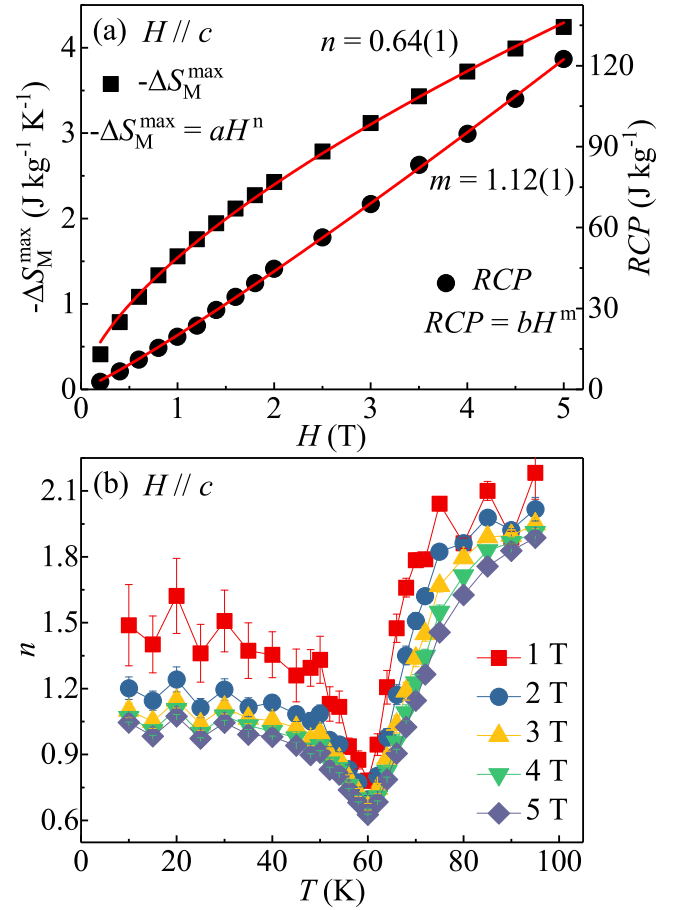 (a) H // c
n = 0.64(1)
-ΔS_M^max
-ΔS_M^max = aH^n
m = 1.12(1)
RCP
RCP = bH^m
-ΔS_M^max (J kg^-1 K^-1)
RCP (J kg^-1)
4
3
2
1
0
120
90
60
30
0
0 1 2 3 4 5
H (T)
(b) H // c
n
2.1
1.8
1.5
1.2
0.9
0.6
1 T
2 T
3 T
4 T
5 T
0 20 40 60 80 100
T (K)